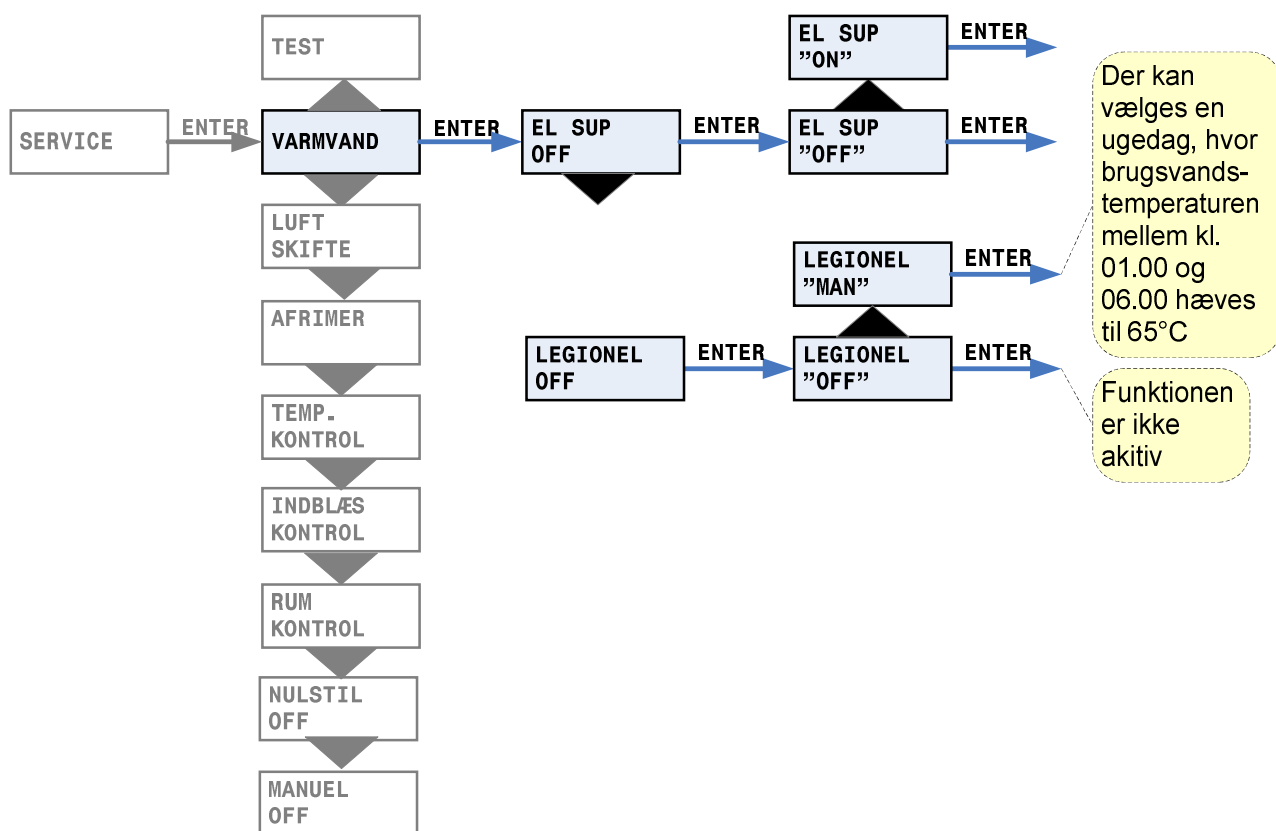 TEST
EL SUP
"ON"
ENTER
SERVICE
ENTER
VARMVAND
ENTER
EL SUP
OFF
ENTER
EL SUP
"OFF"
ENTER
Der kan
vælges en
ugedag, hvor
brugsvands-
temperaturen
mellem kl.
01.00 og
06.00 hæves
til 65°C
LUFT
SKIFTE
LEGIONEL
"MAN"
ENTER
AFRIMER
LEGIONEL
OFF
ENTER
LEGIONEL
"OFF"
ENTER
Funktionen
er ikke
akitiv
TEMP.
KONTROL
INDBLÆS
KONTROL
RUM
KONTROL
NULSTIL
OFF
MANUEL
OFF